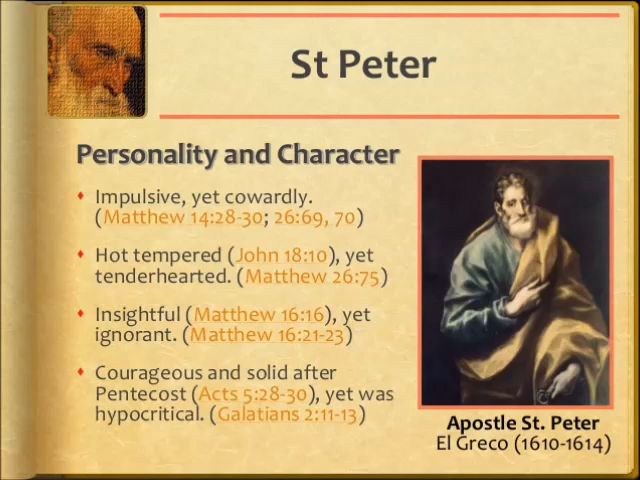 St Peter
Personality and Character
Impulsive, yet cowardly.
(Matthew 14:28-30; 26:69, 70)
Hot tempered (John 18:10), yet
tenderhearted. (Matthew 26:75)
Insightful (Matthew 16:16), yet
ignorant. (Matthew 16:21-23)
Courageous and solid after
Pentecost (Acts 5:28-30), yet was
hypocritical. (Galatians 2:11-13)
Apostle St. Peter
El Greco (1610-1614)